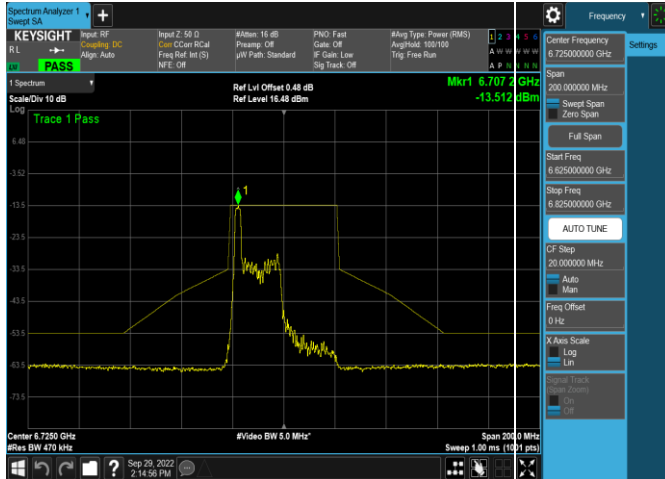 Spectrum Analyzer 1
Swept SA
+
Frequency
KEYSIGHT
RL
PASS
Input: RF
Coupling: DC
Align: Auto
Input Z: 50 Ω
Corr CCorr RCal
Freq Ref: Int (S)
NFE: Off
#Atten: 16 dB
Preamp: Off
µW Path: Standard
PNO: Fast
Gate: Off
IF Gain: Low
Sig Track: Off
#Avg Type: Power (RMS)
Avg|Hold: 100/100
Trig: Free Run
1 2 3 4 5 6
A W W W W W
A P N N N N
1 Spectrum
Scale/Div 10 dB
Ref Lvl Offset 0.48 dB
Ref Level 16.48 dBm
Mkr1 6.707 2 GHz
-13.512 dBm
Log
Trace 1 Pass
6.48
-3.52
-13.5
-23.5
-33.5
-43.5
-53.5
-63.5
-73.5
1
Center 6.7250 GHz
#Res BW 470 kHz
#Video BW 5.0 MHz*
Span 200.0 MHz
Sweep 1.00 ms (1001 pts)
Sep 29, 2022
2:14:56 PM
Center Frequency
6.725000000 GHz
Settings
Span
200.000000 MHz
Swept Span
Zero Span
Full Span
Start Freq
6.625000000 GHz
Stop Freq
6.825000000 GHz
AUTO TUNE
CF Step
20.000000 MHz
Auto
Man
Freq Offset
0 Hz
X Axis Scale
Log
Lin
Signal Track
(Span Zoom)
On
Off